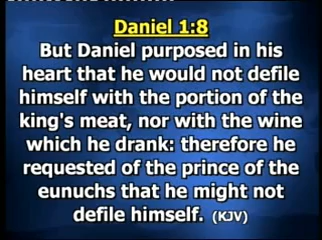 Daniel 1:8
But Daniel purposed in his
heart that he would not defile
himself with the portion of the
king's meat, nor with the wine
which he drank: therefore he
requested of the prince of the
eunuchs that he might not
defile himself. (KJV)